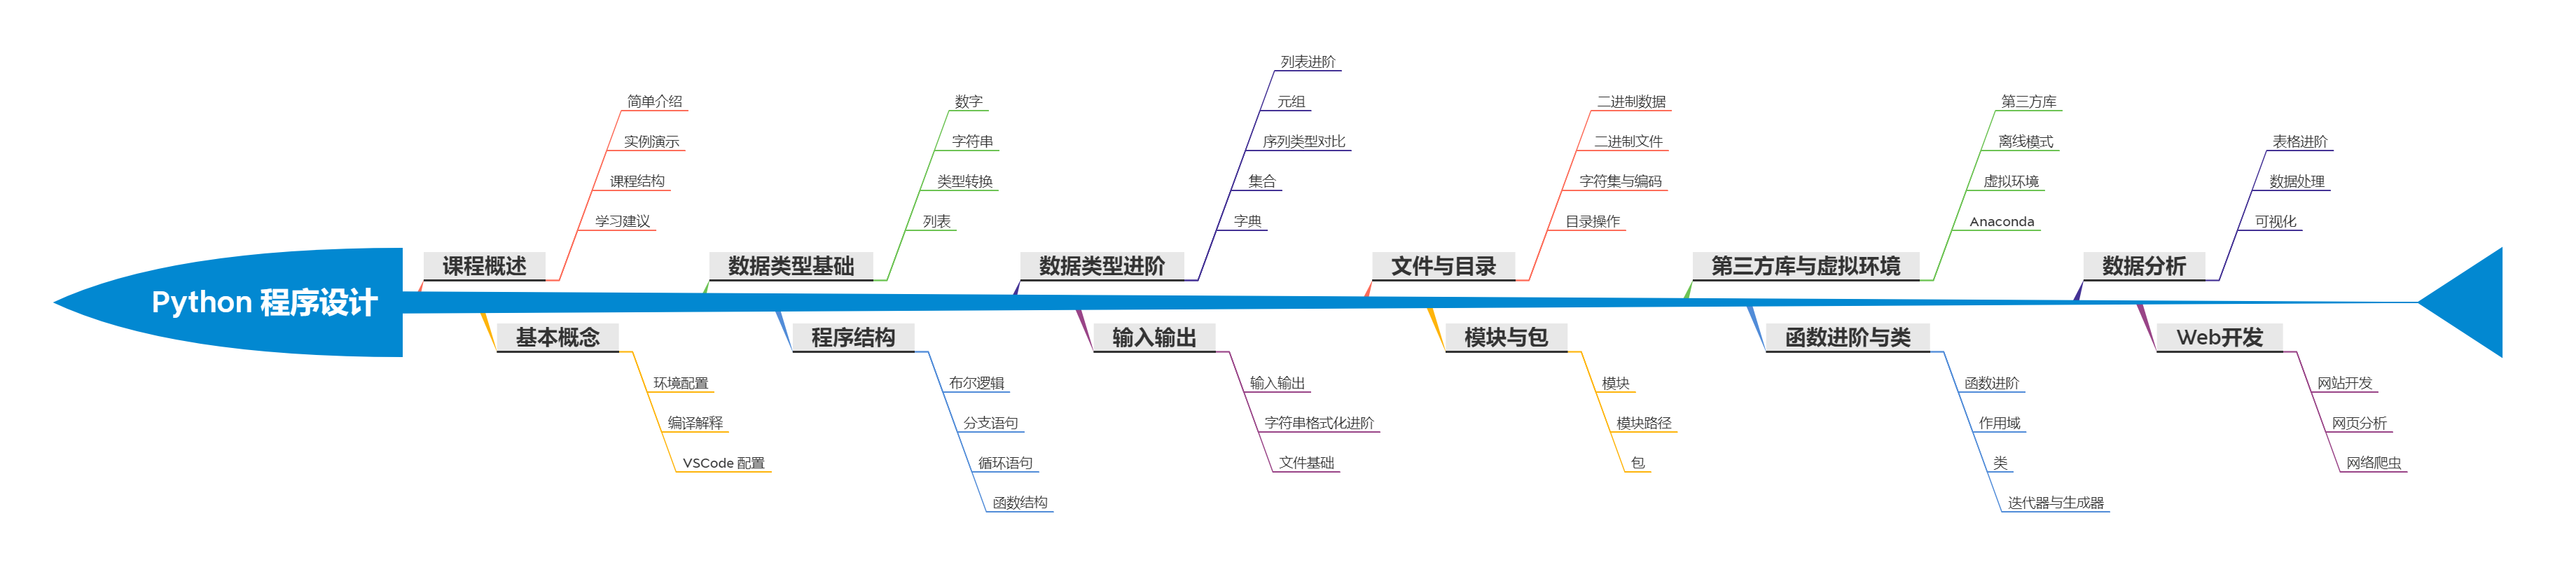 Python 程序设计
课程概述
简单介绍
实例演示
课程结构
学习建议
基本概念
环境配置
编译解释
VSCode 配置
数据类型基础
数字
字符串
类型转换
列表
程序结构
布尔逻辑
分支语句
循环语句
函数结构
数据类型进阶
列表进阶
元组
序列类型对比
集合
字典
输入输出
输入输出
字符串格式化进阶
文件基础
文件与目录
二进制数据
二进制文件
字符集与编码
目录操作
模块与包
模块
模块路径
包
第三方库与虚拟环境
第三方库
离线模式
虚拟环境
Anaconda
函数进阶与类
函数进阶
作用域
类
迭代器与生成器
数据分析
表格进阶
数据处理
可视化
Web开发
网站开发
网页分析
网络爬虫